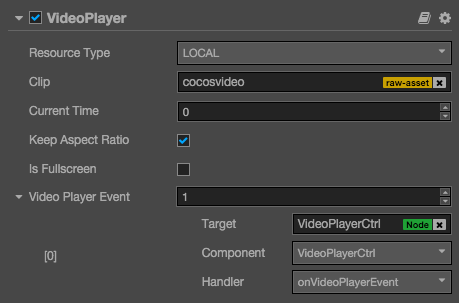 VideoPlayer
Resource Type LOCAL
Clip cocosvideo raw-asset
Current Time 0
Keep Aspect Ratio
Is Fullscreen
Video Player Event 1
Target VideoPlayerCtrl Node
[0] Component VideoPlayerCtrl
Handler onVideoPlayerEvent